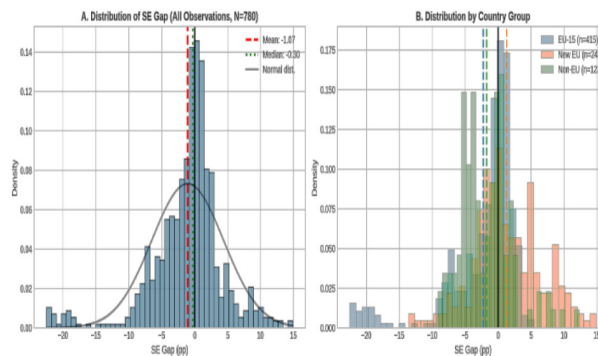 A. Distribution of SE Gap (All Observations, N=780)
Mean: -1.07
Median: -0.30
Normal dist.
Density
0.14
0.12
0.10
0.08
0.06
0.04
0.02
0.00
−20 −15 −10 −5 0 5 10 15
SE Gap (pp)
B. Distribution by Country Group
EU-15 (n=415)
New EU (n=24
Non-EU (n=12
Density
0.175
0.150
0.125
0.100
0.075
0.050
0.025
0.000
−20 −15 −10 −5 0 5 10 15
SE Gap (pp)